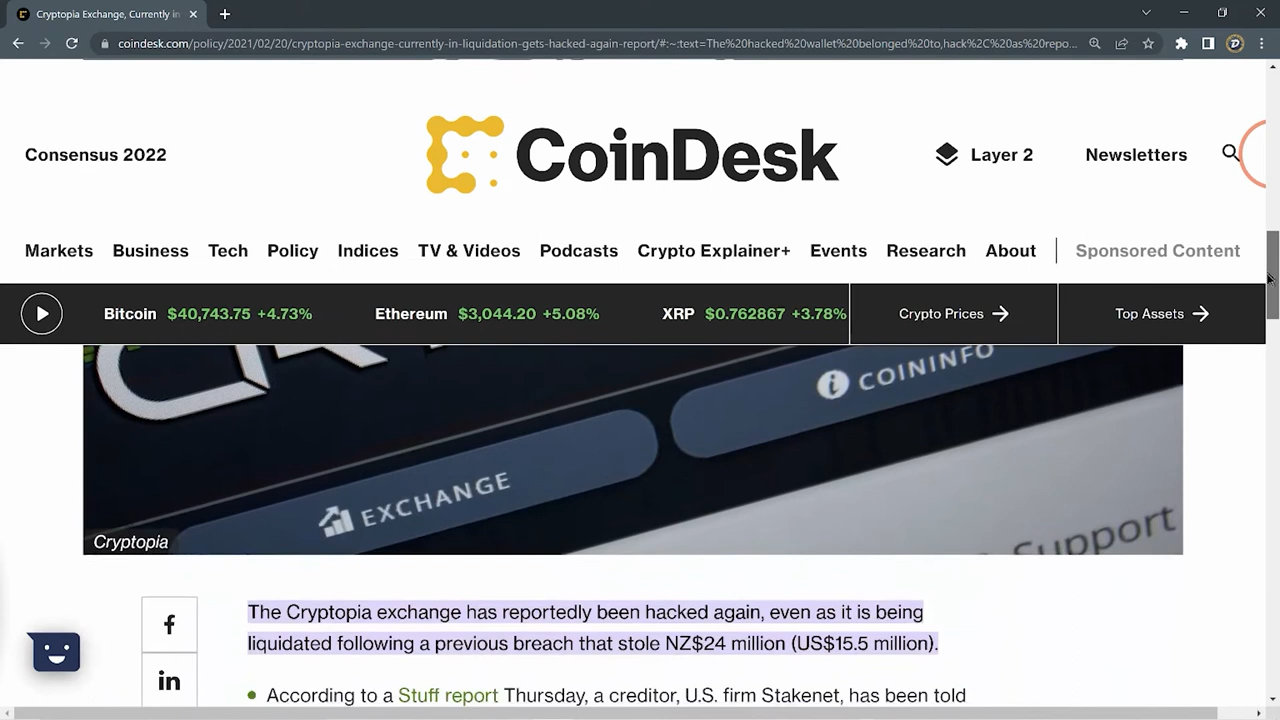 Cryptopia Exchange, Currently in
coindesk.com/policy/2021/02/20/cryptopia-exchange-currently-in-liquidation-gets-hacked-again-report/#:~:text=The%20hacked%20wallet%20belonged%20to,hack%2C%20as%20repo...
Consensus 2022
CoinDesk
Layer 2
Newsletters
Markets Business Tech Policy Indices TV & Videos Podcasts Crypto Explainer+ Events Research About Sponsored Content
Bitcoin $40,743.75 +4.73% Ethereum $3,044.20 +5.08% XRP $0.762867 +3.78% Crypto Prices → Top Assets →
COININFO
EXCHANGE
Support
Cryptopia
The Cryptopia exchange has reportedly been hacked again, even as it is being
liquidated following a previous breach that stole NZ$24 million (US$15.5 million).
• According to a Stuff report Thursday, a creditor, U.S. firm Stakenet, has been told